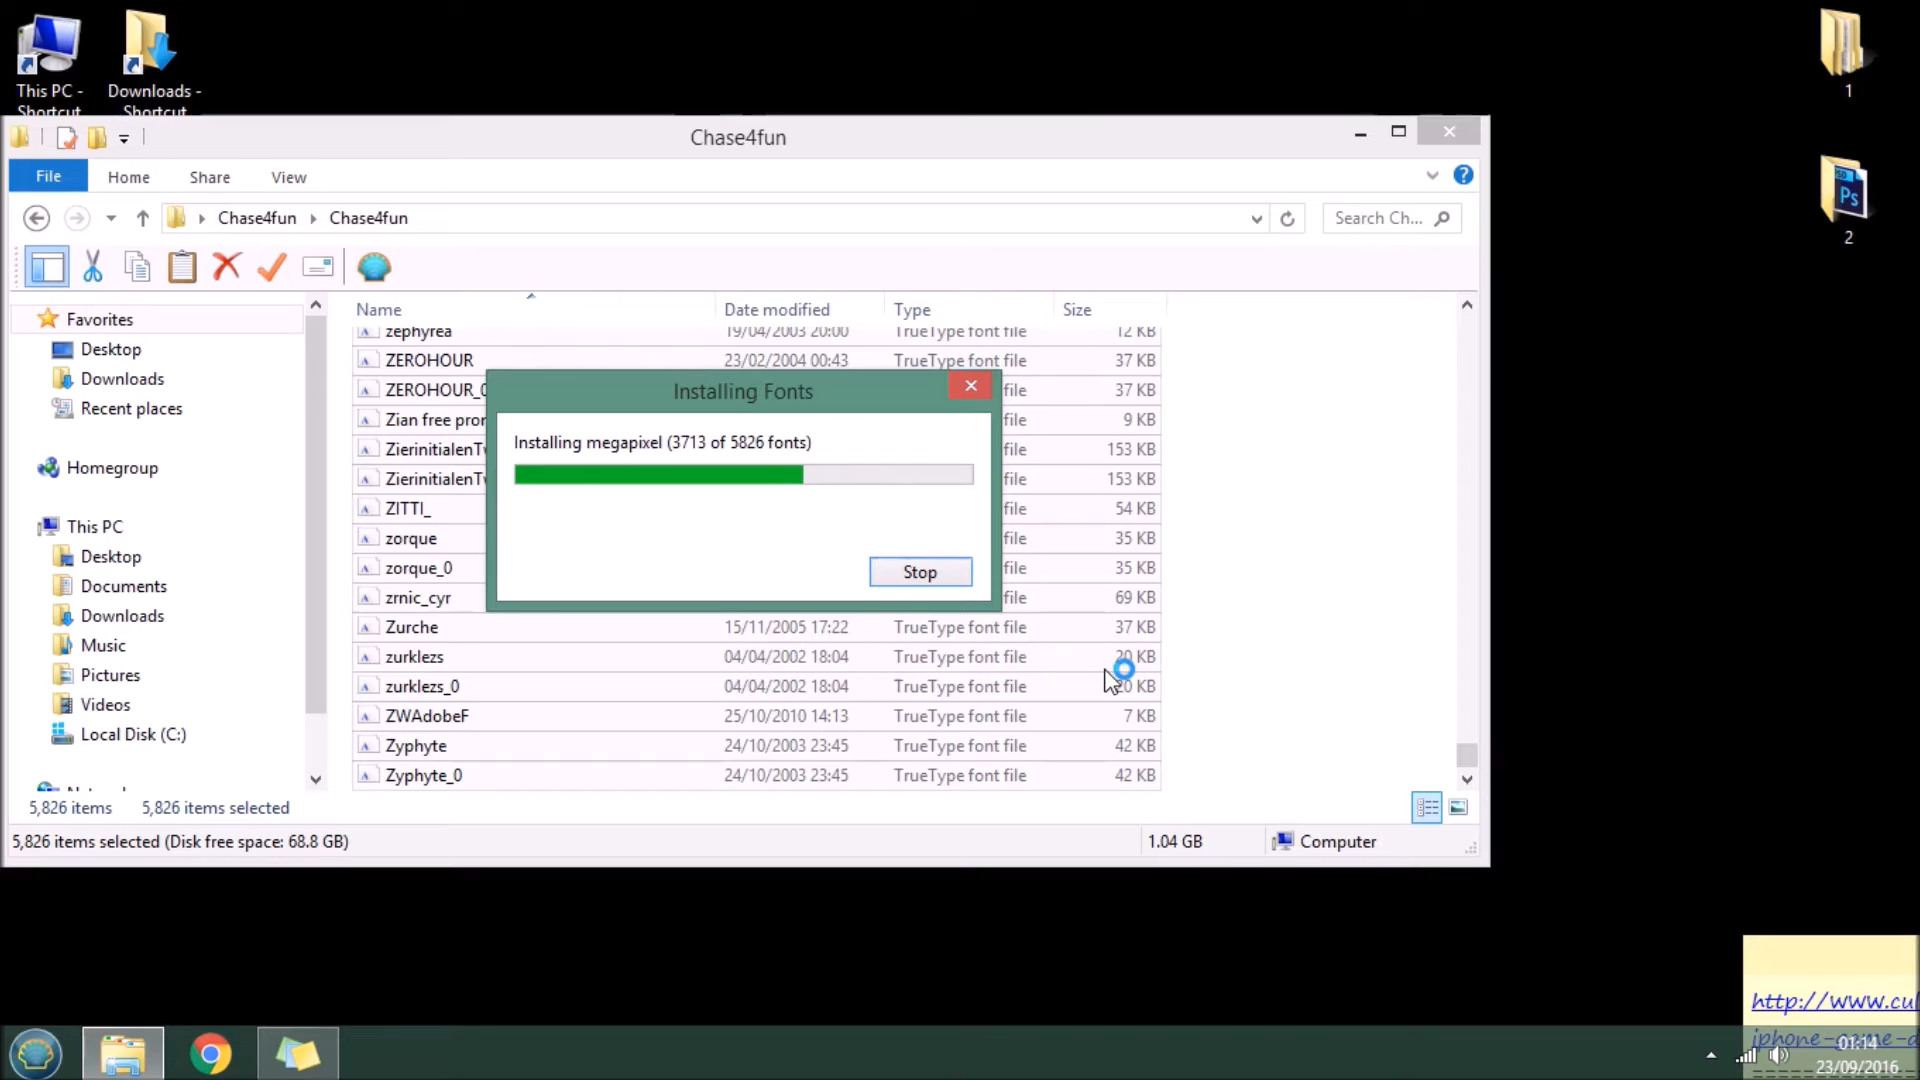 This PC -
Shortcut
Downloads -
Shortcut
1
2
Chase4fun
File
Home
Share
View
Chase4fun
Chase4fun
Search Ch...
Name
Date modified
Type
Size
Favorites
Desktop
Downloads
Recent places
Homegroup
This PC
Desktop
Documents
Downloads
Music
Pictures
Videos
Local Disk (C:)
zephyrea 19/04/2003 20:00 TrueType font file 12 KB
ZEROHOUR 23/02/2004 00:43 TrueType font file 37 KB
ZEROHOUR_0 file 37 KB
Zian free pro file 9 KB
ZierinitialenT file 153 KB
ZierinitialenT file 153 KB
ZITTI_ file 54 KB
zorque file 35 KB
zorque_0 file 35 KB
zrnic_cyr file 69 KB
Zurche 15/11/2005 17:22 TrueType font file 37 KB
zurklezs 04/04/2002 18:04 TrueType font file 20 KB
zurklezs_0 04/04/2002 18:04 TrueType font file 20 KB
ZWAdobeF 25/10/2010 14:13 TrueType font file 7 KB
Zyphyte 24/10/2003 23:45 TrueType font file 42 KB
Zyphyte_0 24/10/2003 23:45 TrueType font file 42 KB
Installing Fonts
Installing megapixel (3713 of 5826 fonts)
Stop
5,826 items 5,826 items selected
5,826 items selected (Disk free space: 68.8 GB)
1.04 GB
Computer
PSD
Ps
http://www.cul
iphone-game-d
01:14
23/09/2016